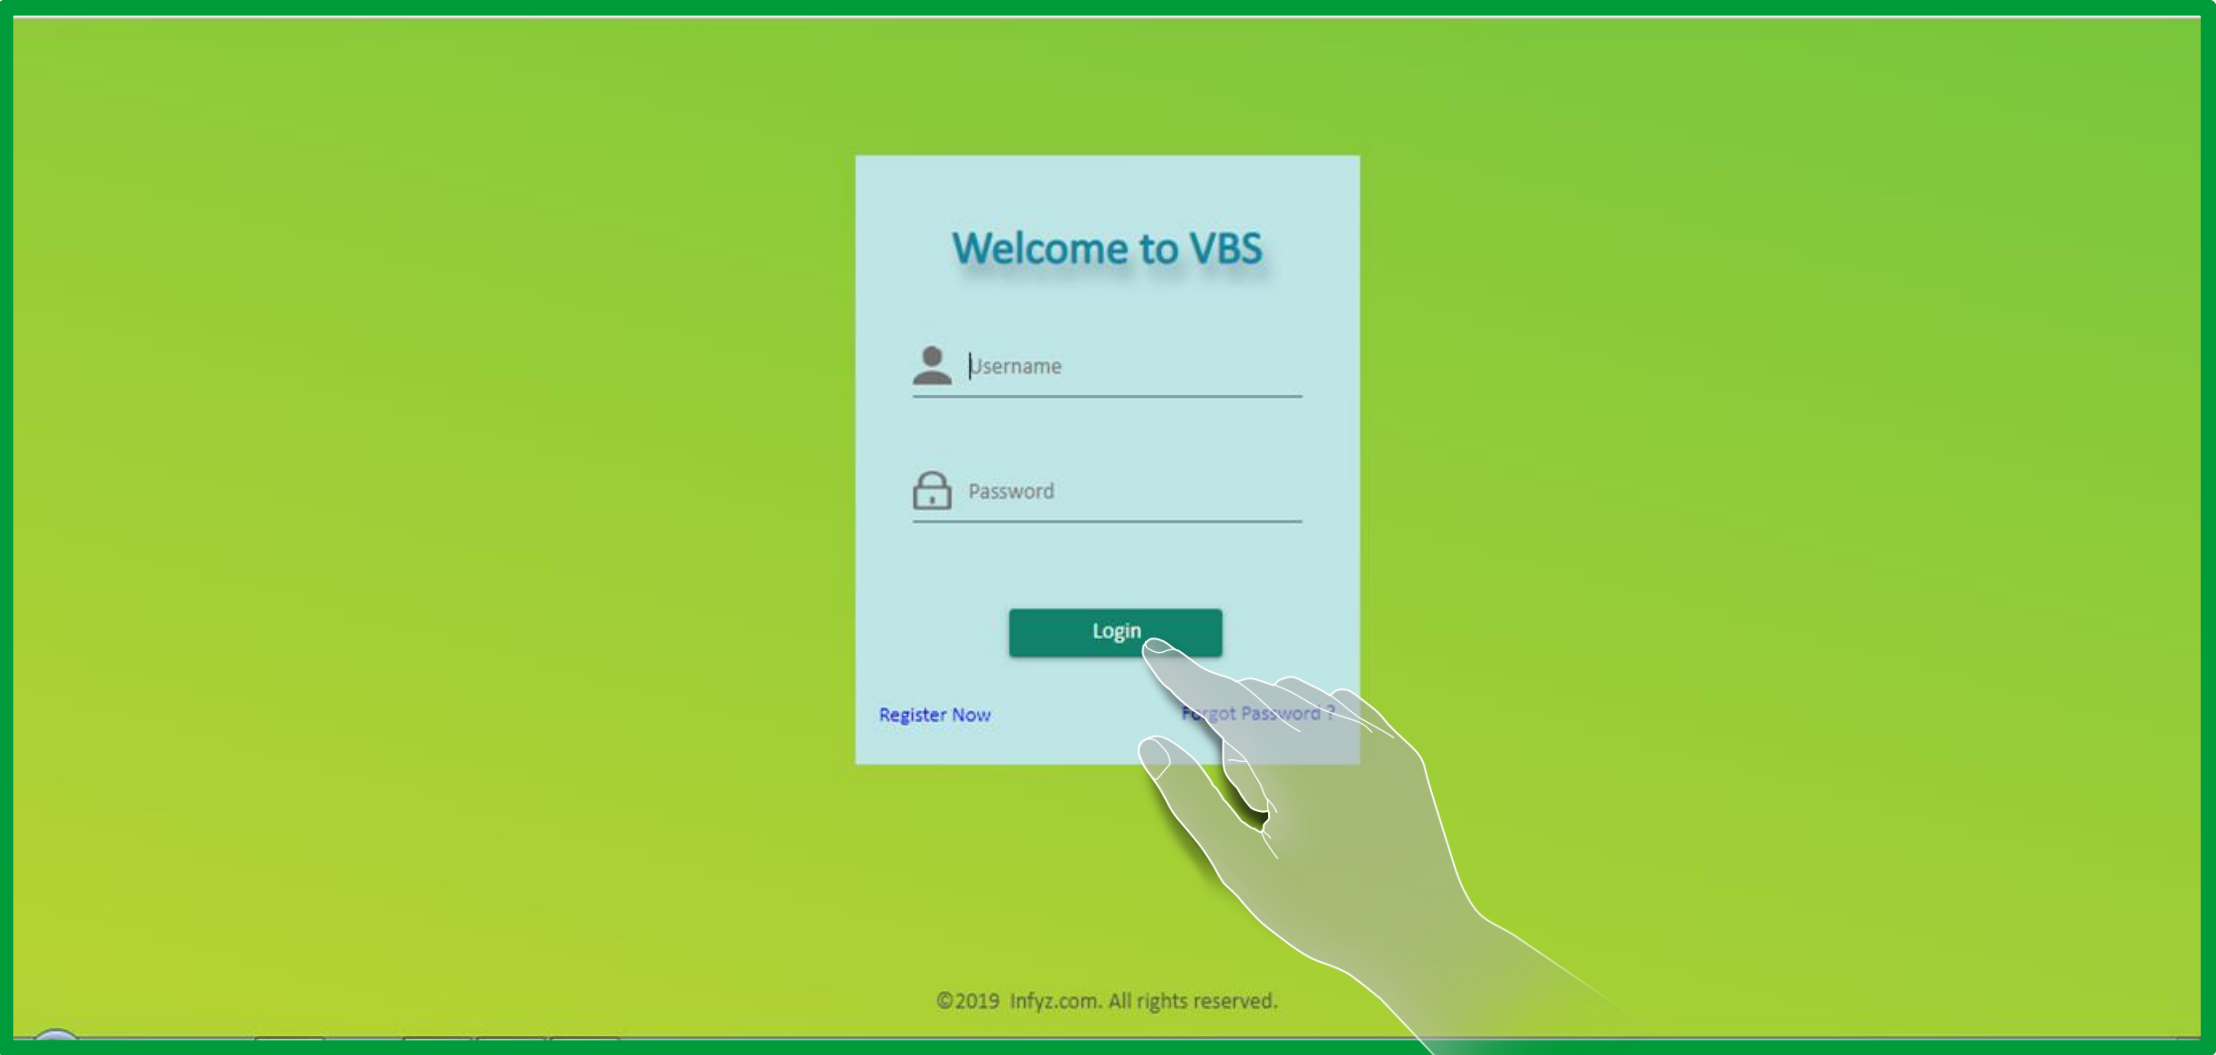 Welcome to VBS
Username
Password
Login
Register Now
Forgot Password ?
©2019 Infyz.com. All rights reserved.